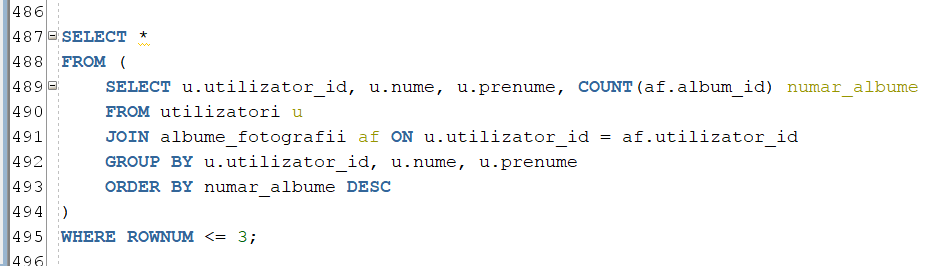 486
487 SELECT *
488 FROM (
489 SELECT u.utilizator_id, u.nume, u.prenume, COUNT(af.album_id) numar_albume
490 FROM utilizatori u
491 JOIN albume_fotografii af ON u.utilizator_id = af.utilizator_id
492 GROUP BY u.utilizator_id, u.nume, u.prenume
493 ORDER BY numar_albume DESC
494 )
495 WHERE ROWNUM <= 3;
496